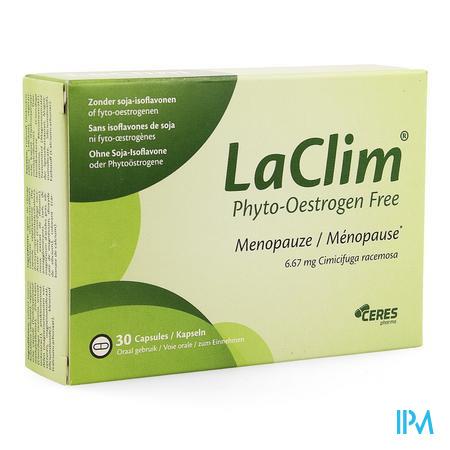 Zonder soja-isoflavonen
of fyto-oestrogenen
Sans isoflavones de soja
ni fyto-œstrogènes
Ohne Soja-Isoflavone
oder Phytoöstrogene
LaClim®
Phyto-Oestrogen Free
Menopauze / Ménopause*
6.67 mg Cimicifuga racemosa
CERES
pharma
30 Capsules / Kapseln
Oraal gebruik / Voie orale / zum Einnehmen
IPM